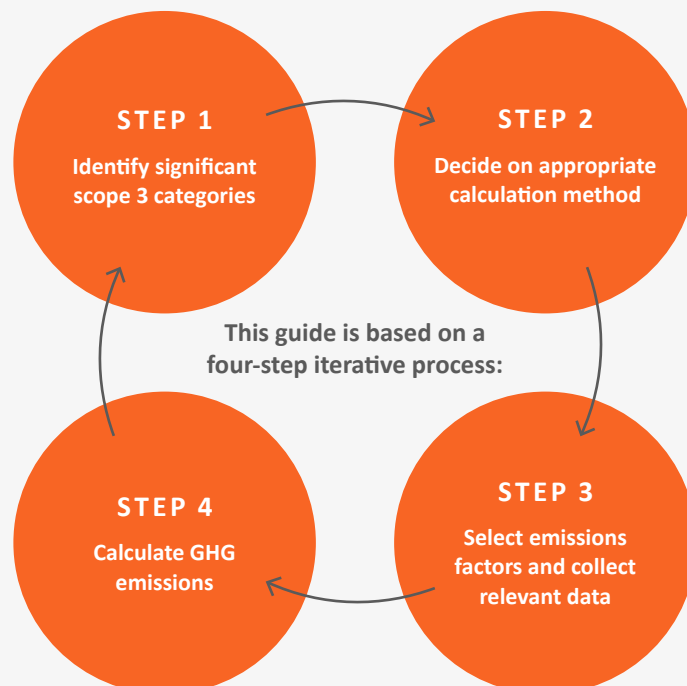 STEP 1
Identify significant
scope 3 categories
STEP 2
Decide on appropriate
calculation method
This guide is based on a
four-step iterative process:
STEP 3
Select emissions
factors and collect
relevant data
STEP 4
Calculate GHG
emissions